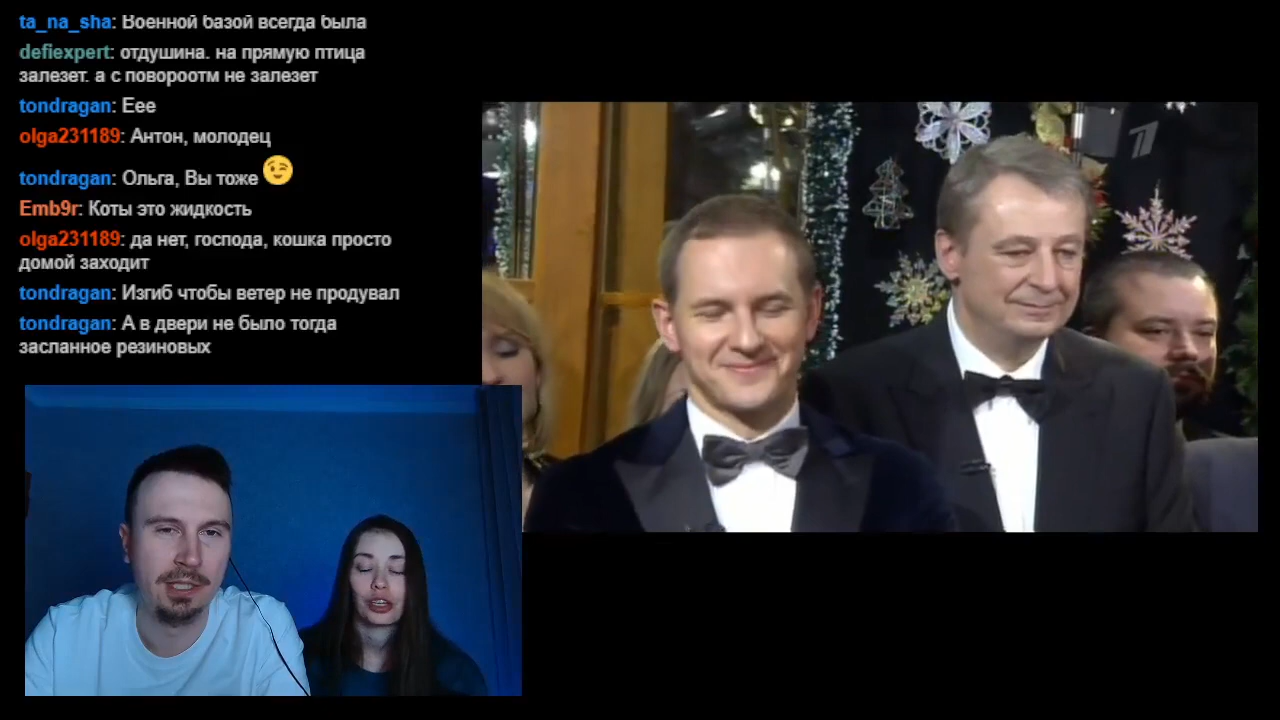 ta_na_sha: Военной базой всегда была
defiexpert: отдушина. на прямую птица
залезет. а с повороотм не залезет
tondragan: Еее
olga231189: Антон, молодец
tondragan: Ольга, Вы тоже 😉
Emb9r: Коты это жидкость
olga231189: да нет, господа, кошка просто
домой заходит
tondragan: Изгиб чтобы ветер не продувал
tondragan: А в двери не было тогда
засланное резиновых
1